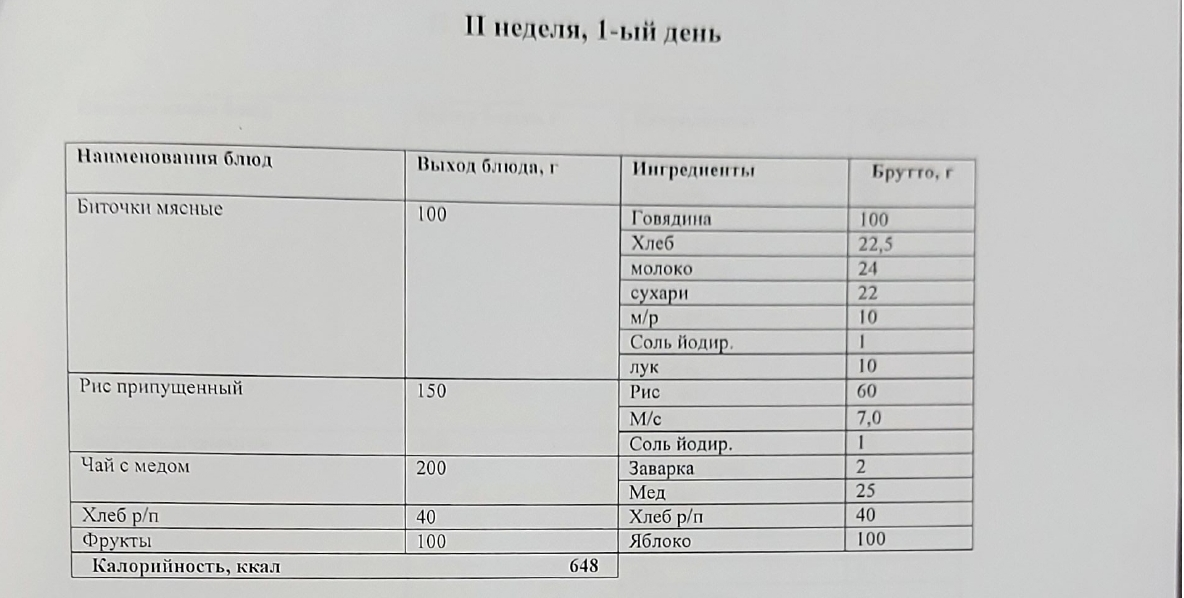 II неделя, 1-ый день
Наименования блюд Выход блюда, г Ингредиенты Брутто, г
Биточки мясные 100 Говядина 100
Хлеб 22,5
молоко 24
сухари 22
м/р 10
Соль йодир. 1
лук 10
Рис припущенный 150 Рис 60
М/с 7,0
Соль йодир. 1
Чай с медом 200 Заварка 2
Мед 25
Хлеб р/п 40 Хлеб р/п 40
Фрукты 100 Яблоко 100
Калорийность, ккал 648